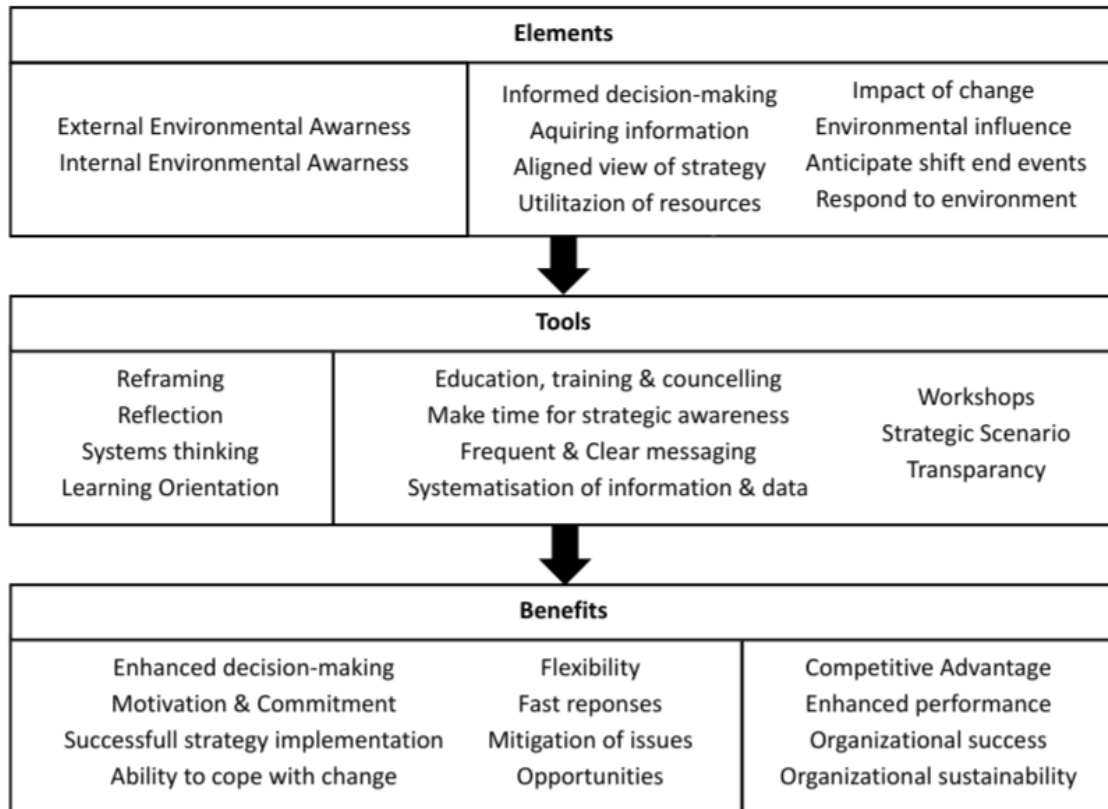 Elements
External Environmental Awarness
Internal Environmental Awarness
Informed decision-making
Aquiring information
Aligned view of strategy
Utilitazion of resources
Impact of change
Environmental influence
Anticipate shift end events
Respond to environment
Tools
Reframing
Reflection
Systems thinking
Learning Orientation
Education, training & councelling
Make time for strategic awareness
Frequent & Clear messaging
Systematisation of information & data
Workshops
Strategic Scenario
Transparancy
Benefits
Enhanced decision-making
Motivation & Commitment
Successfull strategy implementation
Ability to cope with change
Flexibility
Fast reponses
Mitigation of issues
Opportunities
Competitive Advantage
Enhanced performance
Organizational success
Organizational sustainability